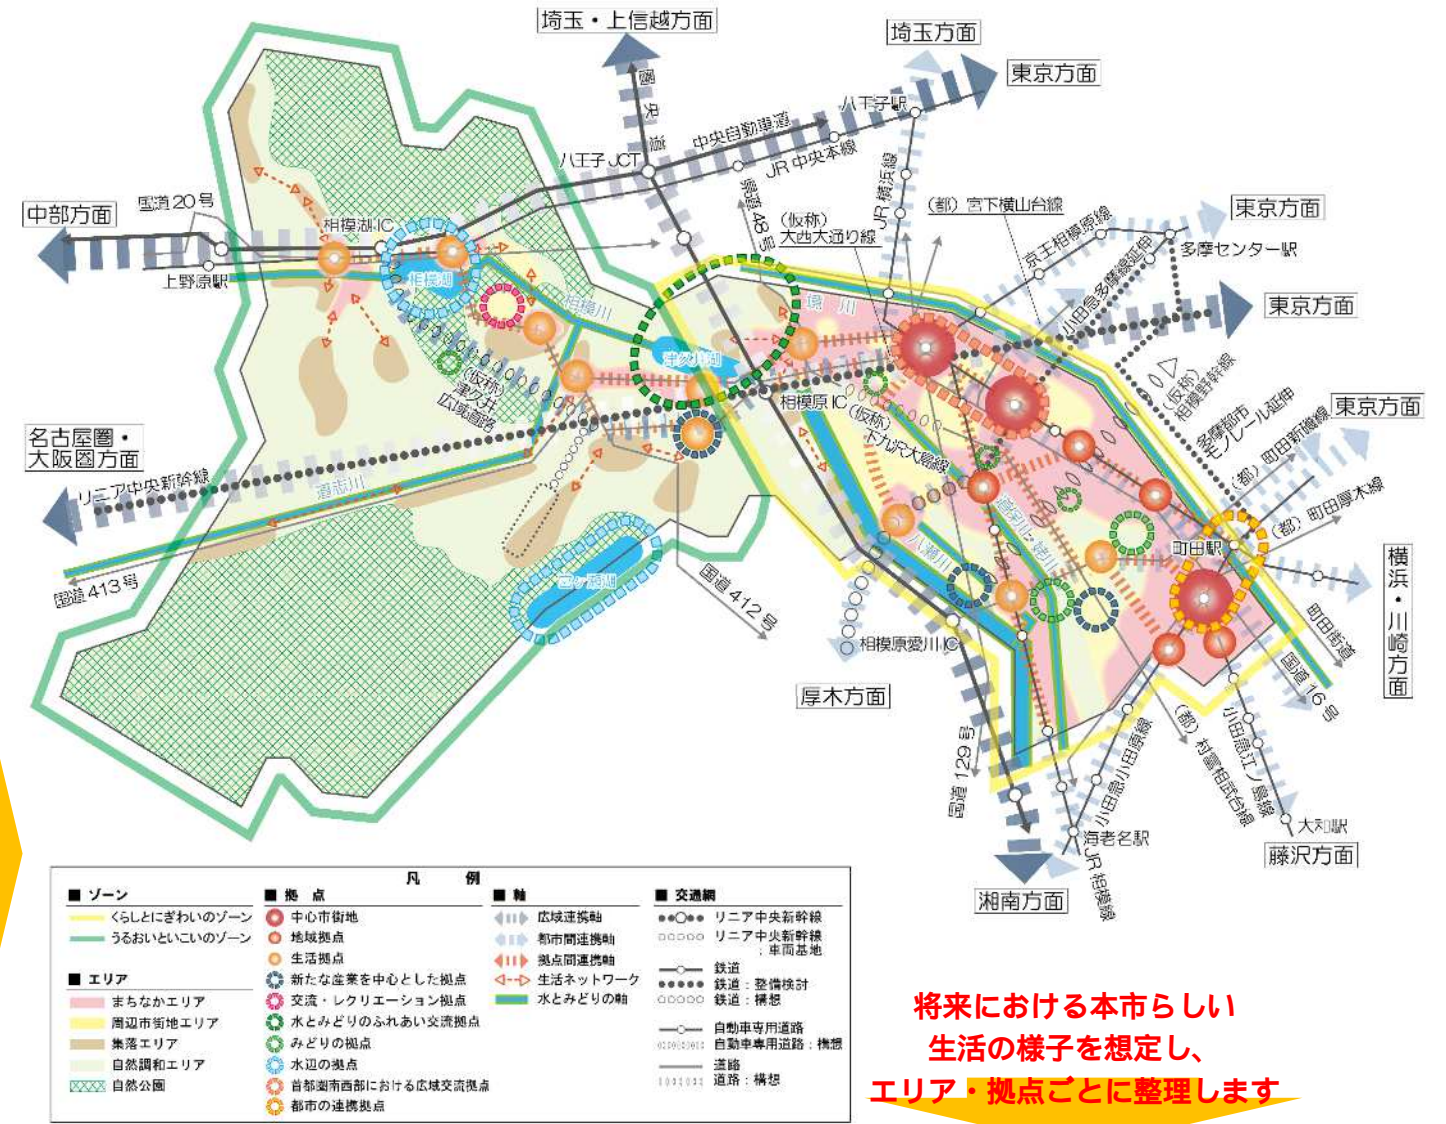 埼玉・上信越方面
埼玉方面
東京方面
圏央道
八王子駅
中央自動車道
八王子JCT
JR中央本線
県道48号
JR横浜線
国道20号
中部方面
相模湖IC
上野原駅
相模湖
相模川
(仮称)
大西大通り線
(都)宮下横山台線
京王相模原線
東京方面
多摩センター駅
小田急多摩線延伸
東京方面
境川
津久井湖
(仮称)
津久井
広域道路
相模原IC
(仮称)
下九沢大島線
(仮称)
相模野幹線
多摩都市
モノレール延伸
東京方面
(都)町田新橋線
(都)町田厚木線
名古屋圏・
大阪圏方面
リニア中央新幹線
道志川
国道413号
宮ヶ瀬湖
国道412号
道保川・姥川
八瀬川
町田駅
横浜・川崎方面
町田街道
国道16号
相模原愛川IC
厚木方面
国道129号
小田急小田原線
(都)村富相武台線
小田急江ノ島線
海老名駅
JR相模線
大和駅
藤沢方面
湘南方面
凡例
■ ゾーン
くらしとにぎわいのゾーン
うるおいといこいのゾーン
■ エリア
まちなかエリア
周辺市街地エリア
集落エリア
自然調和エリア
自然公園
■ 拠点
中心市街地
地域拠点
生活拠点
新たな産業を中心とした拠点
交流・レクリエーション拠点
水とみどりのふれあい交流拠点
みどりの拠点
水辺の拠点
首都圏南西部における広域交流拠点
都市の連携拠点
■ 軸
広域連携軸
都市間連携軸
拠点間連携軸
生活ネットワーク
水とみどりの軸
■ 交通網
リニア中央新幹線
リニア中央新幹線
：車両基地
鉄道
鉄道：整備検討
鉄道：構想
自動車専用道路
自動車専用道路：構想
道路
道路：構想
将来における本市らしい
生活の様子を想定し、
エリア・拠点ごとに整理します